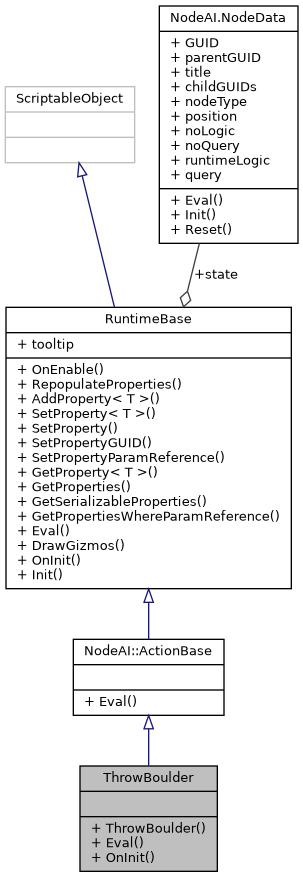 NodeAI.NodeData
+ GUID
+ parentGUID
+ title
+ childGUIDs
+ nodeType
+ position
+ noLogic
+ noQuery
+ runtimeLogic
+ query
+ Eval()
+ Init()
+ Reset()
ScriptableObject
+state
RuntimeBase
+ tooltip
+ OnEnable()
+ RepopulateProperties()
+ AddProperty< T >()
+ SetProperty< T >()
+ SetProperty()
+ SetPropertyGUID()
+ SetPropertyParamReference()
+ GetProperty< T >()
+ GetProperties()
+ GetSerializableProperties()
+ GetPropertiesWhereParamReference()
+ Eval()
+ DrawGizmos()
+ OnInit()
+ Init()
NodeAI::ActionBase
+ Eval()
ThrowBoulder
+ ThrowBoulder()
+ Eval()
+ OnInit()